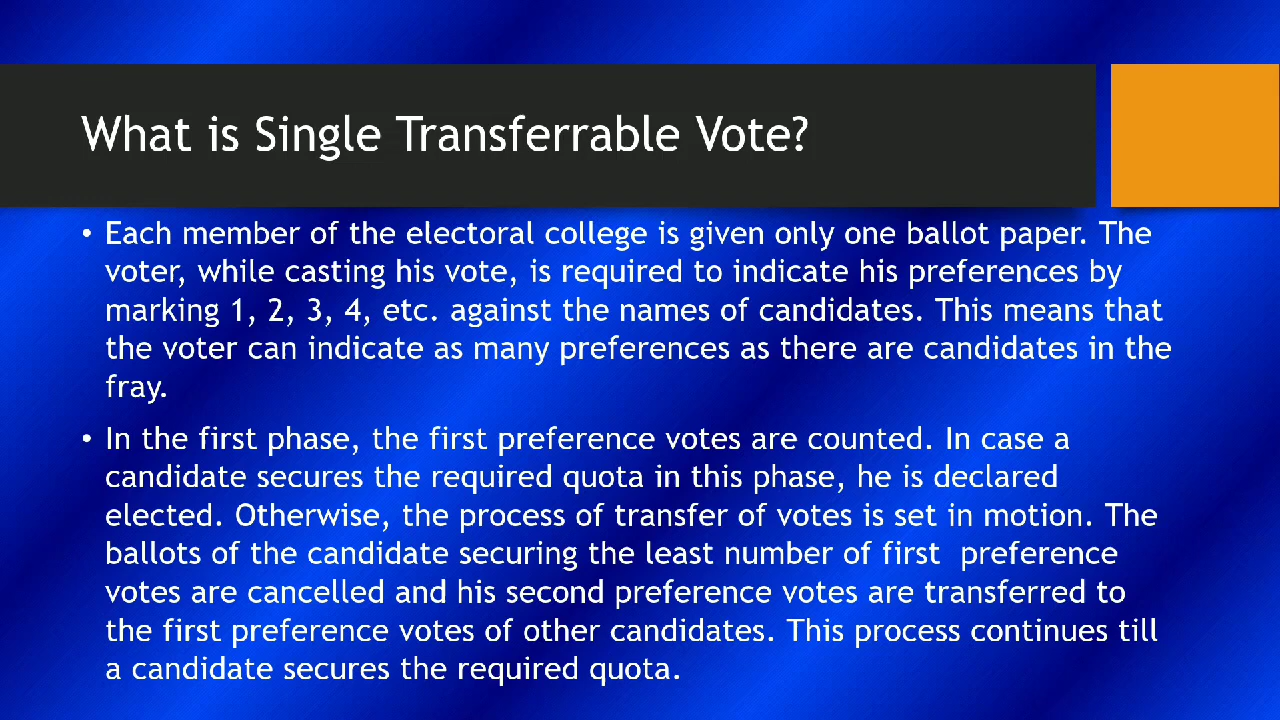 What is Single Transferrable Vote?
• Each member of the electoral college is given only one ballot paper. The
voter, while casting his vote, is required to indicate his preferences by
marking 1, 2, 3, 4, etc. against the names of candidates. This means that
the voter can indicate as many preferences as there are candidates in the
fray.
• In the first phase, the first preference votes are counted. In case a
candidate secures the required quota in this phase, he is declared
elected. Otherwise, the process of transfer of votes is set in motion. The
ballots of the candidate securing the least number of first  preference
votes are cancelled and his second preference votes are transferred to
the first preference votes of other candidates. This process continues till
a candidate secures the required quota.